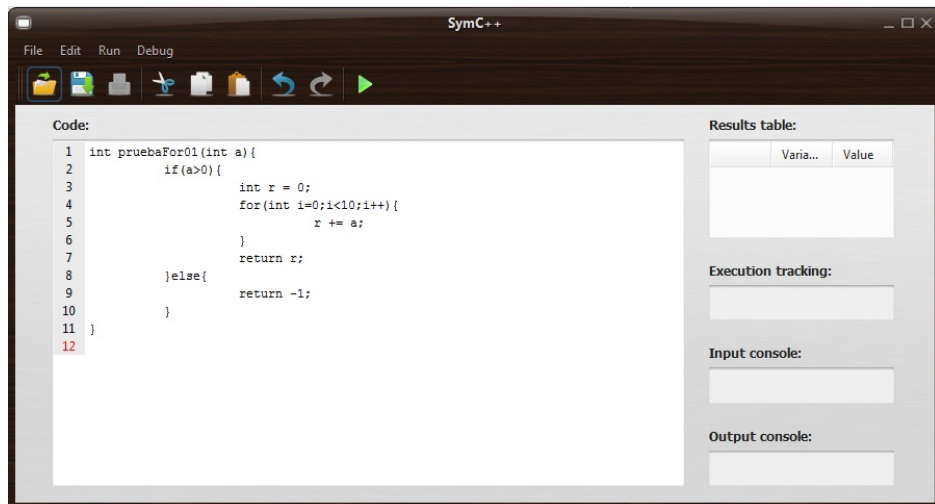 SymC++
File Edit Run Debug
Code:
1 int pruebaFor01(int a){
2 if(a>0){
3 int r = 0;
4 for(int i=0;i<10;i++){
5 r += a;
6 }
7 return r;
8 }else{
9 return -1;
10 }
11 }
12
Results table:
Varia... Value
Execution tracking:
Input console:
Output console: